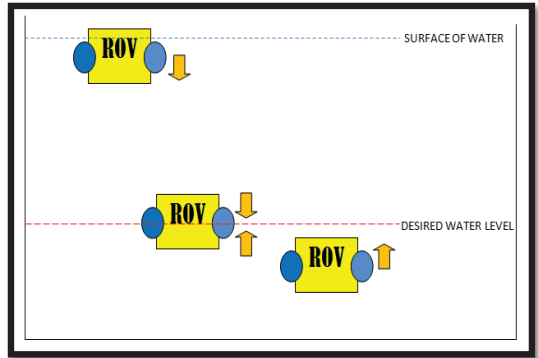 ROV
SURFACE OF WATER
ROV
DESIRED WATER LEVEL
ROV